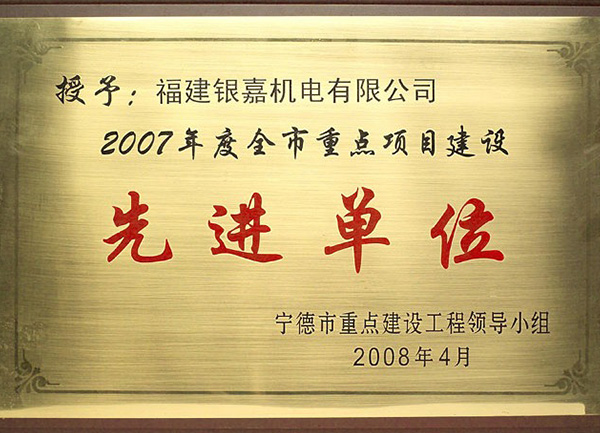 授予：福建银嘉机电有限公司
2007年度全市重点项目建设
先进单位
宁德市重点建设工程领导小组
2008年4月